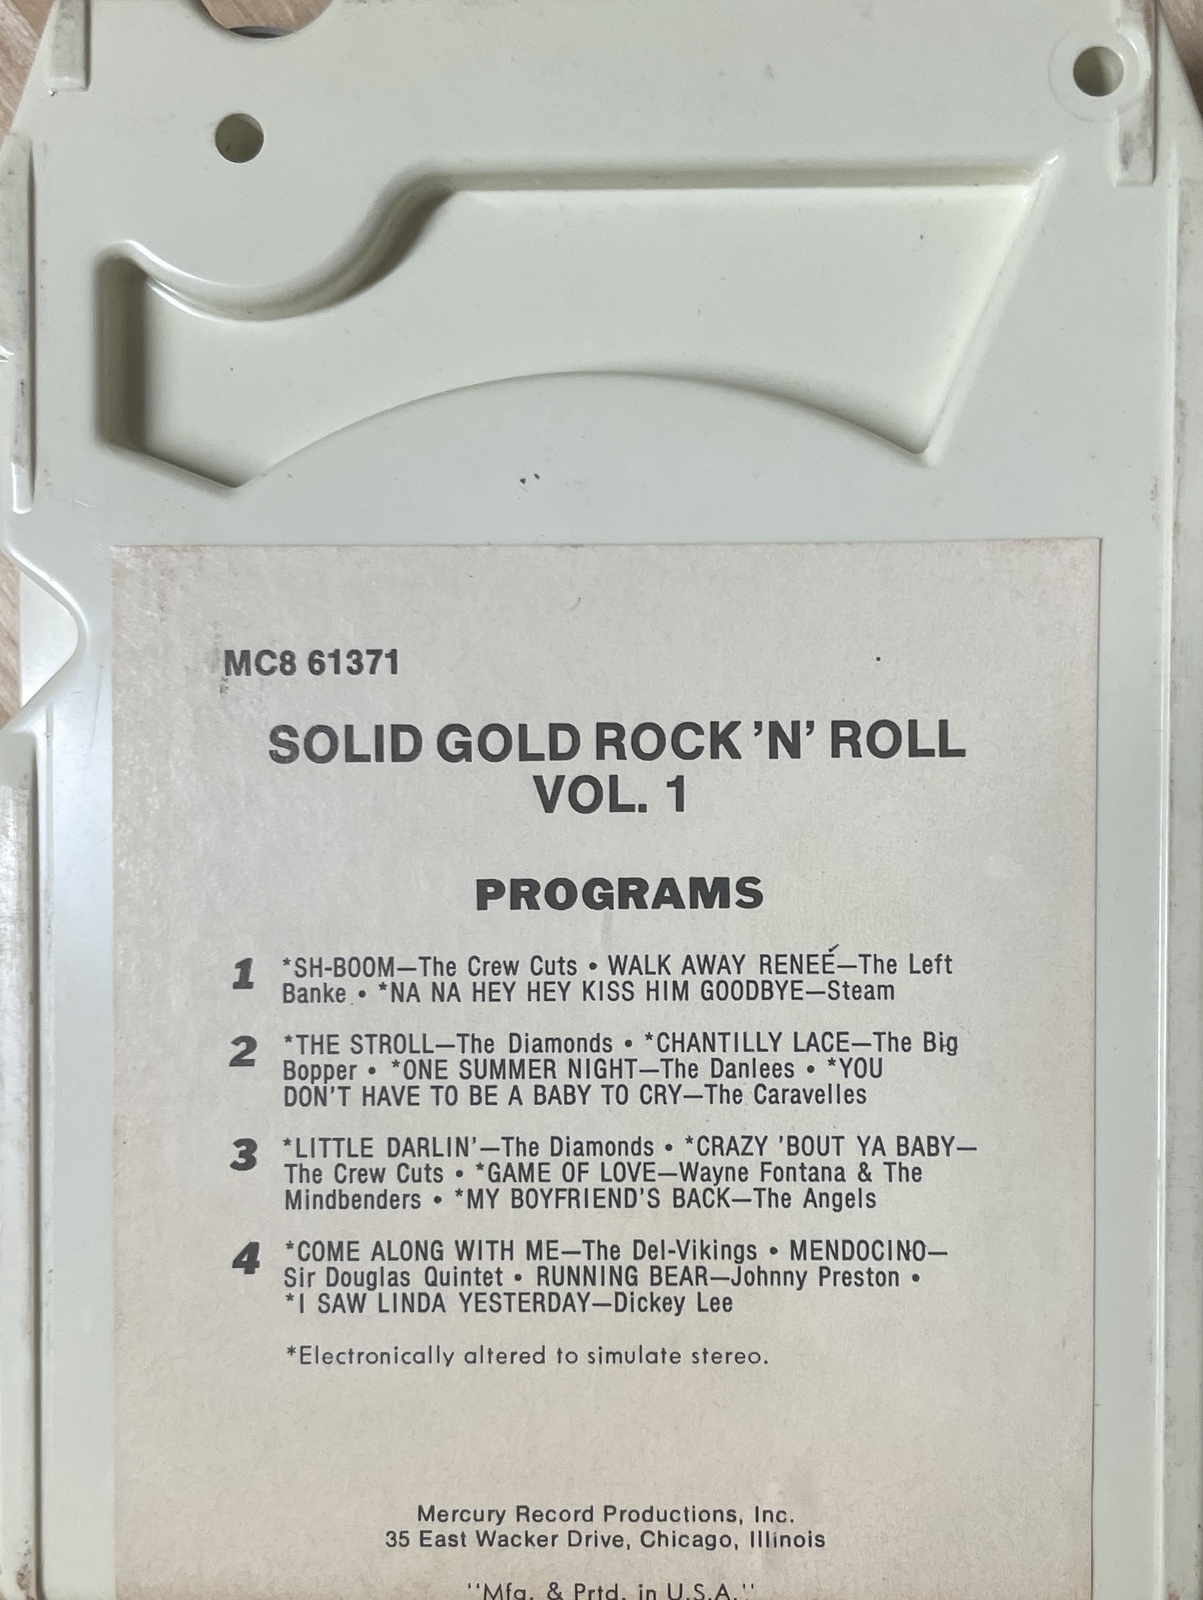 MC8 61371
SOLID GOLD ROCK 'N' ROLL
VOL. 1
PROGRAMS
1 *SH-BOOM—The Crew Cuts • WALK AWAY RENEÉ—The Left
Banke • *NA NA HEY HEY KISS HIM GOODBYE—Steam
2 *THE STROLL—The Diamonds • *CHANTILLY LACE—The Big
Bopper • *ONE SUMMER NIGHT—The Danlees • *YOU
DON'T HAVE TO BE A BABY TO CRY—The Caravelles
3 *LITTLE DARLIN'—The Diamonds • *CRAZY 'BOUT YA BABY—
The Crew Cuts • *GAME OF LOVE—Wayne Fontana & The
Mindbenders • *MY BOYFRIEND'S BACK—The Angels
4 *COME ALONG WITH ME—The Del-Vikings • MENDOCINO—
Sir Douglas Quintet • RUNNING BEAR—Johnny Preston •
*I SAW LINDA YESTERDAY—Dickey Lee
*Electronically altered to simulate stereo.
Mercury Record Productions, Inc.
35 East Wacker Drive, Chicago, Illinois
"Mfg. & Prtd. in U.S.A."